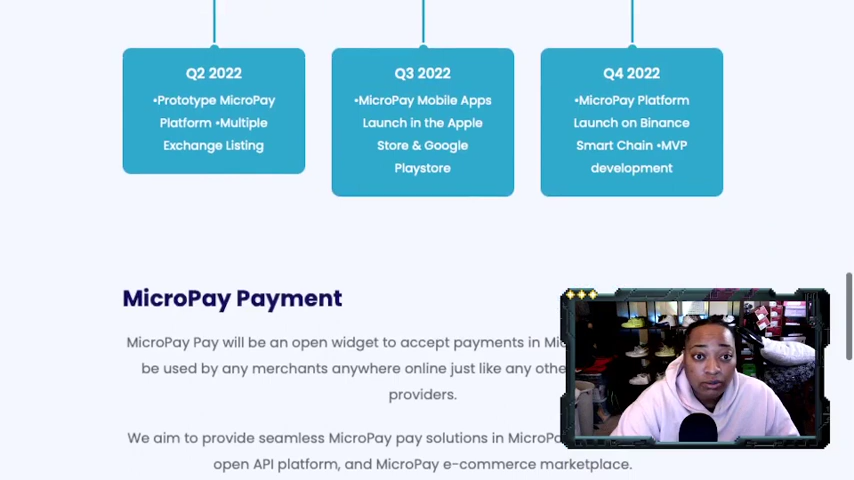 Q2 2022
•Prototype MicroPay
Platform •Multiple
Exchange Listing
Q3 2022
•MicroPay Mobile Apps
Launch in the Apple
Store & Google
Playstore
Q4 2022
•MicroPay Platform
Launch on Binance
Smart Chain •MVP
development
MicroPay Payment
MicroPay Pay will be an open widget to accept payments in
be used by any merchants anywhere online just like any
providers.
We aim to provide seamless MicroPay pay solutions in
open API platform, and MicroPay e-commerce marketplace.